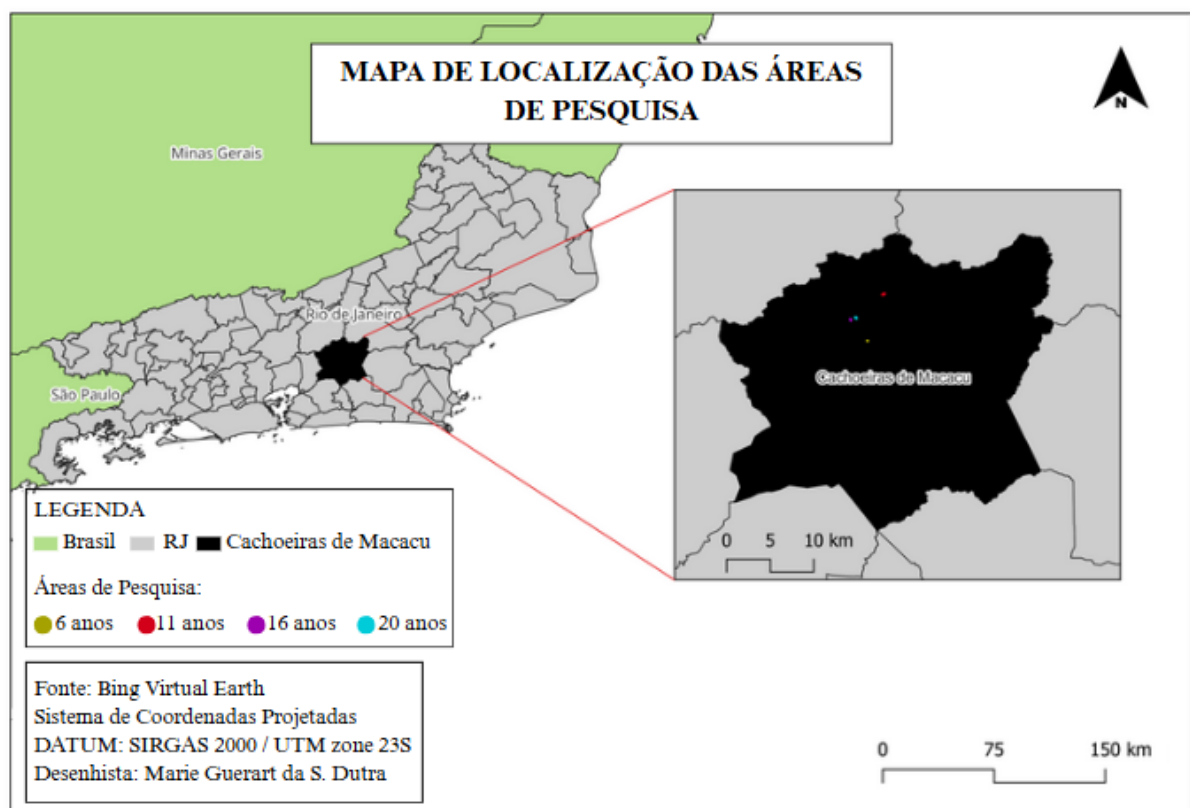 MAPA DE LOCALIZAÇÃO DAS ÁREAS
DE PESQUISA
N
Minas Gerais
Rio de Janeiro
São Paulo
Cachoeiras de Macacu
0 5 10 km
LEGENDA
Brasil RJ Cachoeiras de Macacu
Áreas de Pesquisa:
6 anos 11 anos 16 anos 20 anos
Fonte: Bing Virtual Earth
Sistema de Coordenadas Projetadas
DATUM: SIRGAS 2000 / UTM zone 23S
Desenhista: Marie Guerart da S. Dutra
0 75 150 km